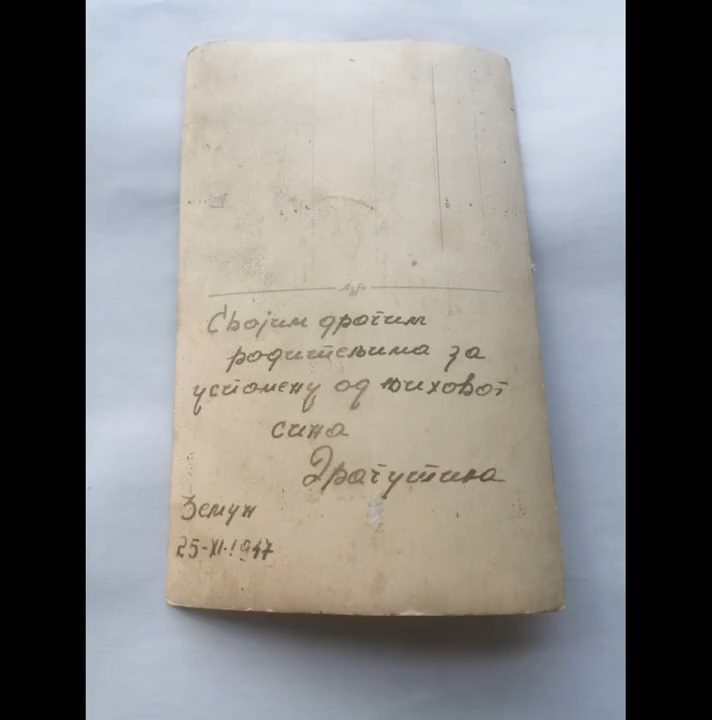 Agfa
Својим драгим
родитељима за
успомену од њиховог
сина
Драгутина
Земун
25-XI-1947